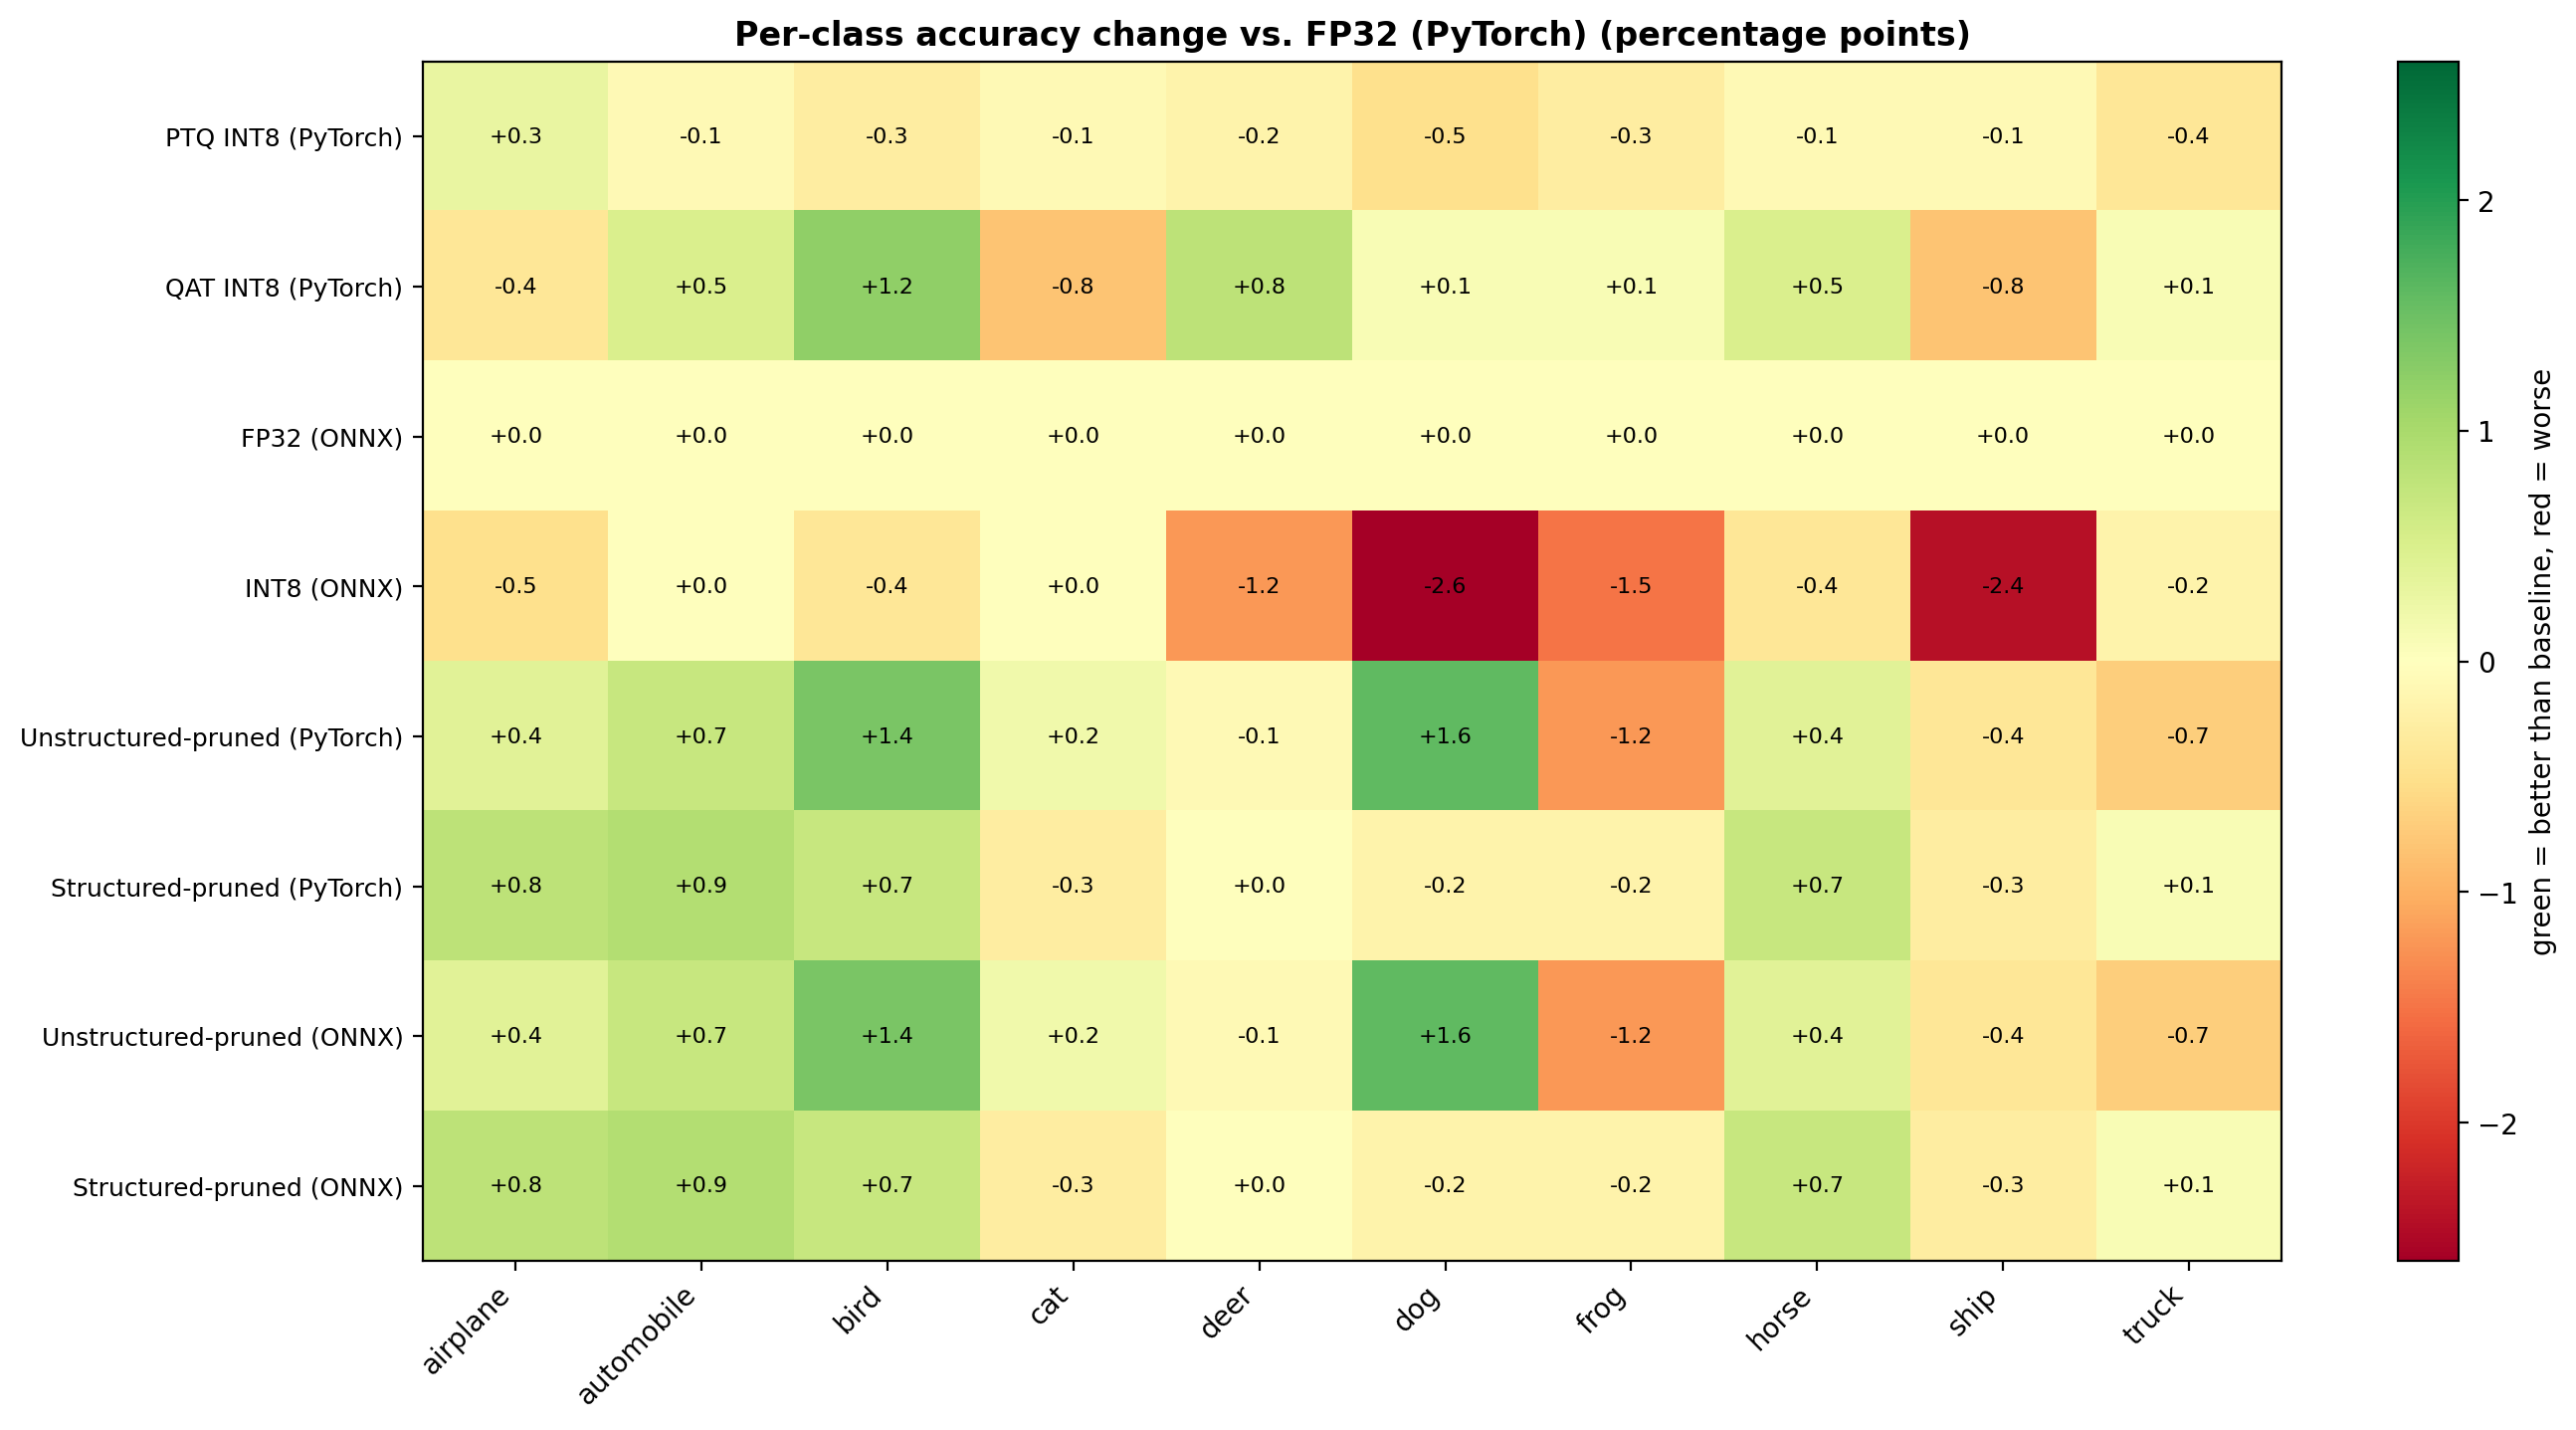 Per-class accuracy change vs. FP32 (PyTorch) (percentage points)
PTQ INT8 (PyTorch) +0.3 -0.1 -0.3 -0.1 -0.2 -0.5 -0.3 -0.1 -0.1 -0.4
QAT INT8 (PyTorch) -0.4 +0.5 +1.2 -0.8 +0.8 +0.1 +0.1 +0.5 -0.8 +0.1
FP32 (ONNX) +0.0 +0.0 +0.0 +0.0 +0.0 +0.0 +0.0 +0.0 +0.0 +0.0
INT8 (ONNX) -0.5 +0.0 -0.4 +0.0 -1.2 -2.6 -1.5 -0.4 -2.4 -0.2
Unstructured-pruned (PyTorch) +0.4 +0.7 +1.4 +0.2 -0.1 +1.6 -1.2 +0.4 -0.4 -0.7
Structured-pruned (PyTorch) +0.8 +0.9 +0.7 -0.3 +0.0 -0.2 -0.2 +0.7 -0.3 +0.1
Unstructured-pruned (ONNX) +0.4 +0.7 +1.4 +0.2 -0.1 +1.6 -1.2 +0.4 -0.4 -0.7
Structured-pruned (ONNX) +0.8 +0.9 +0.7 -0.3 +0.0 -0.2 -0.2 +0.7 -0.3 +0.1
airplane automobile bird cat deer dog frog horse ship truck
2
1
0
−1
−2
green = better than baseline, red = worse